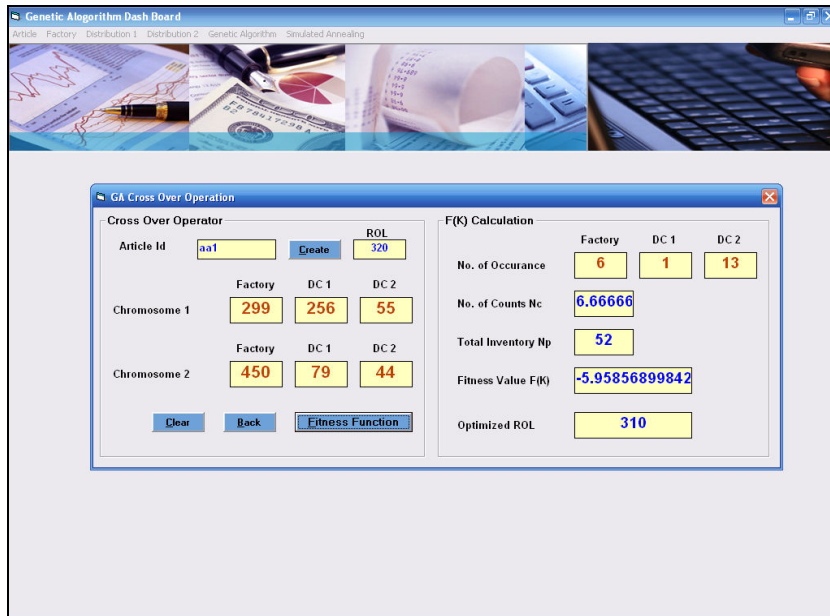 Genetic Alogorithm Dash Board
Article Factory Distribution 1 Distribution 2 Genetic Algorithm Simulated Annealing
GA Cross Over Operation
Cross Over Operator
ROL
Article Id aa1 Create 320
Factory DC 1 DC 2
Chromosome 1 299 256 55
Factory DC 1 DC 2
Chromosome 2 450 79 44
Clear Back Fitness Function
F(K) Calculation
Factory DC 1 DC 2
No. of Occurance 6 1 13
No. of Counts Nc 6.66666
Total Inventory Np 52
Fitness Value F(K) -5.95856899842
Optimized ROL 310